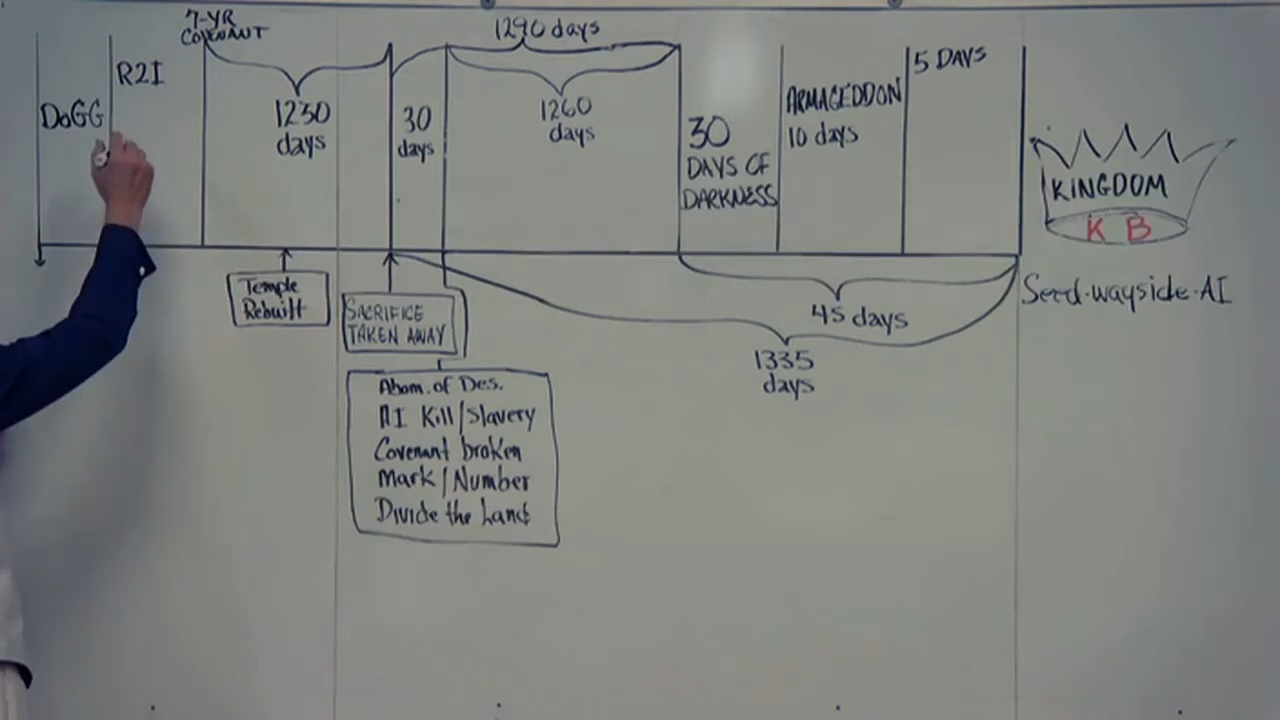 7-YR
COVENANT
1290 days
DoGG
R2I
1230
days
30
days
1260
days
30
DAYS OF
DARKNESS
ARMAGEDDON
10 days
5 DAYS
KINGDOM
K B
Temple
Rebuilt
SACRIFICE
TAKEN AWAY
45 days
Seed-wayside-AI
1335
days
Abom. of Des.
AI Kill/Slavery
Covenant broken
Mark/Number
Divide the Land